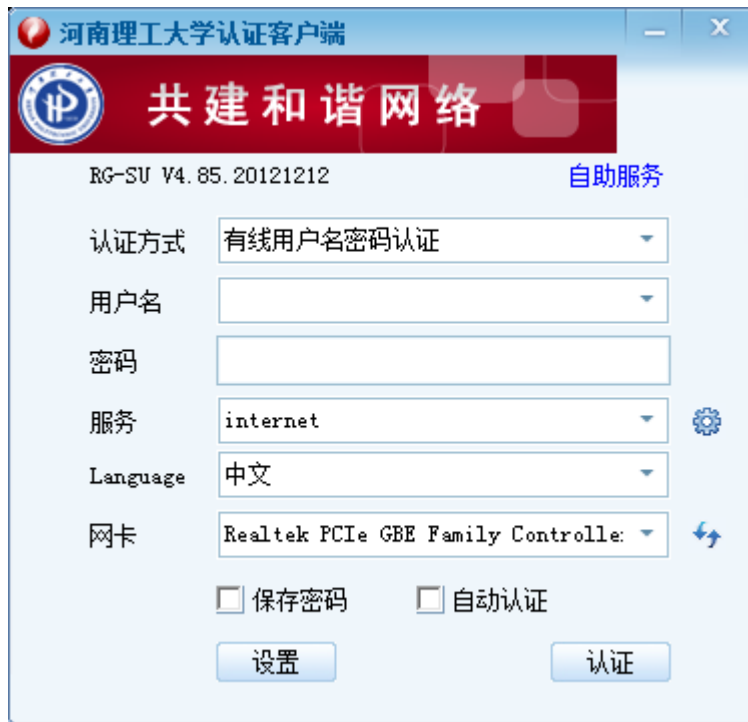 河南理工大学认证客户端
共建和谐网络
RG-SU V4.85.20121212 自助服务
认证方式 有线用户名密码认证
用户名
密码
服务 internet
Language 中文
网卡 Realtek PCIe GBE Family Controlle
保存密码 自动认证
设置 认证